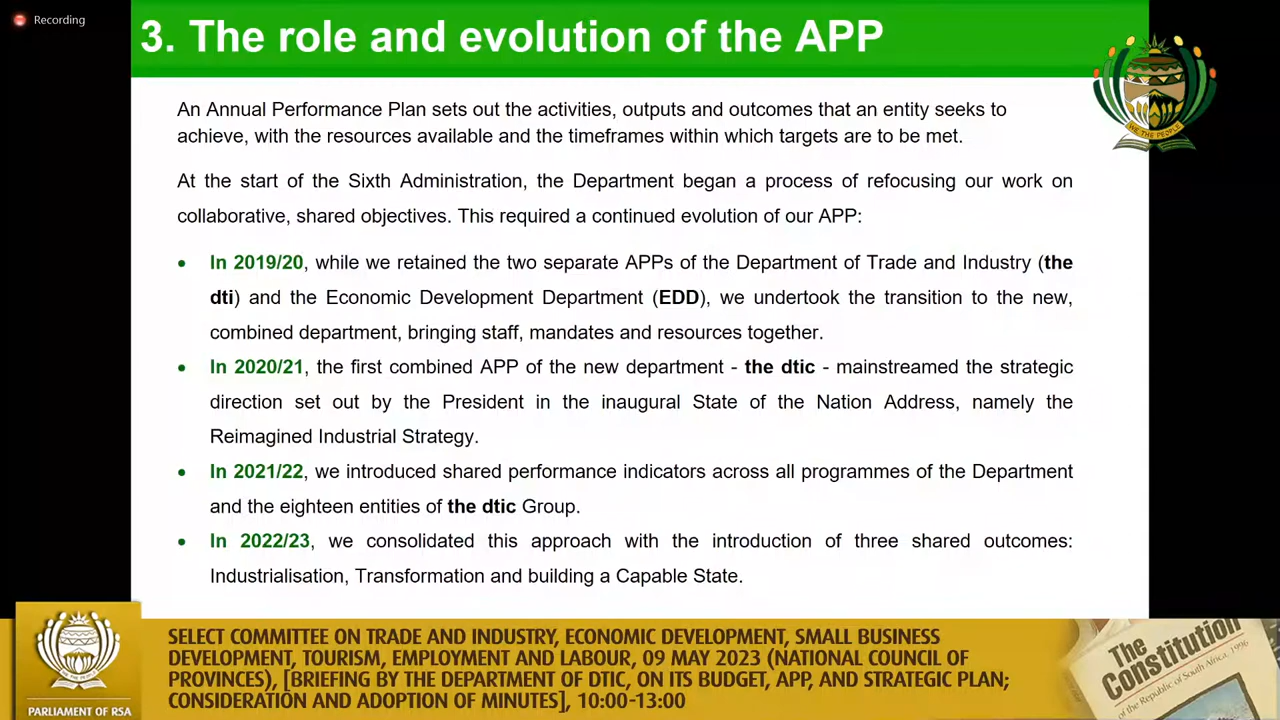 Recording
3. The role and evolution of the APP
WE THE PEOPLE
An Annual Performance Plan sets out the activities, outputs and outcomes that an entity seeks to
achieve, with the resources available and the timeframes within which targets are to be met.
At the start of the Sixth Administration, the Department began a process of refocusing our work on
collaborative, shared objectives. This required a continued evolution of our APP:
• In 2019/20, while we retained the two separate APPs of the Department of Trade and Industry (the
dti) and the Economic Development Department (EDD), we undertook the transition to the new,
combined department, bringing staff, mandates and resources together.
• In 2020/21, the first combined APP of the new department - the dtic - mainstreamed the strategic
direction set out by the President in the inaugural State of the Nation Address, namely the
Reimagined Industrial Strategy.
• In 2021/22, we introduced shared performance indicators across all programmes of the Department
and the eighteen entities of the dtic Group.
• In 2022/23, we consolidated this approach with the introduction of three shared outcomes:
Industrialisation, Transformation and building a Capable State.
PARLIAMENT OF RSA
SELECT COMMITTEE ON TRADE AND INDUSTRY, ECONOMIC DEVELOPMENT, SMALL BUSINESS
DEVELOPMENT, TOURISM, EMPLOYMENT AND LABOUR, 09 MAY 2023 (NATIONAL COUNCIL OF
PROVINCES), [BRIEFING BY THE DEPARTMENT OF DTIC, ON ITS BUDGET, APP, AND STRATEGIC PLAN;
CONSIDERATION AND ADOPTION OF MINUTES], 10:00-13:00
The
Constitution
of the Republic of South Africa, 1996